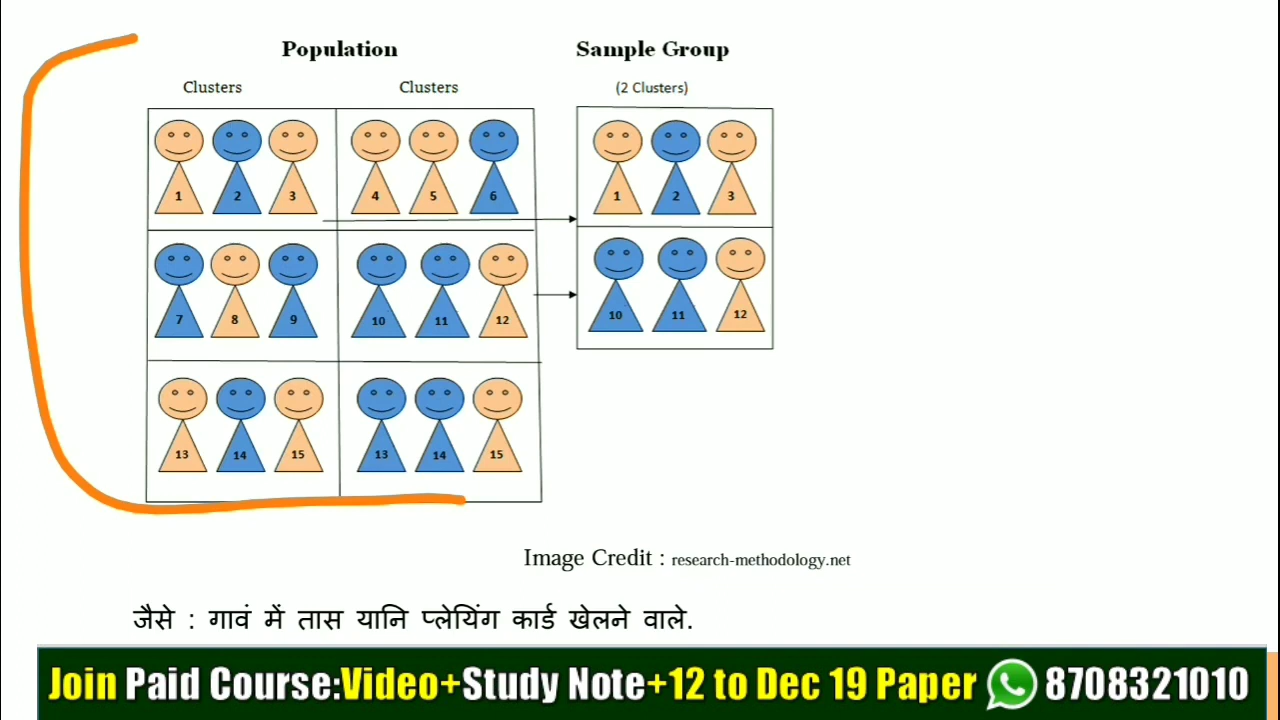 Population Sample Group
Clusters Clusters (2 Clusters)
1 2 3 4 5 6 1 2 3
7 8 9 10 11 12 10 11 12
13 14 15 13 14 15
Image Credit : research-methodology.net
जैसे : गावं में तास यानि प्लेयिंग कार्ड खेलने वाले.
Join Paid Course:Video+Study Note+12 to Dec 19 Paper 8708321010